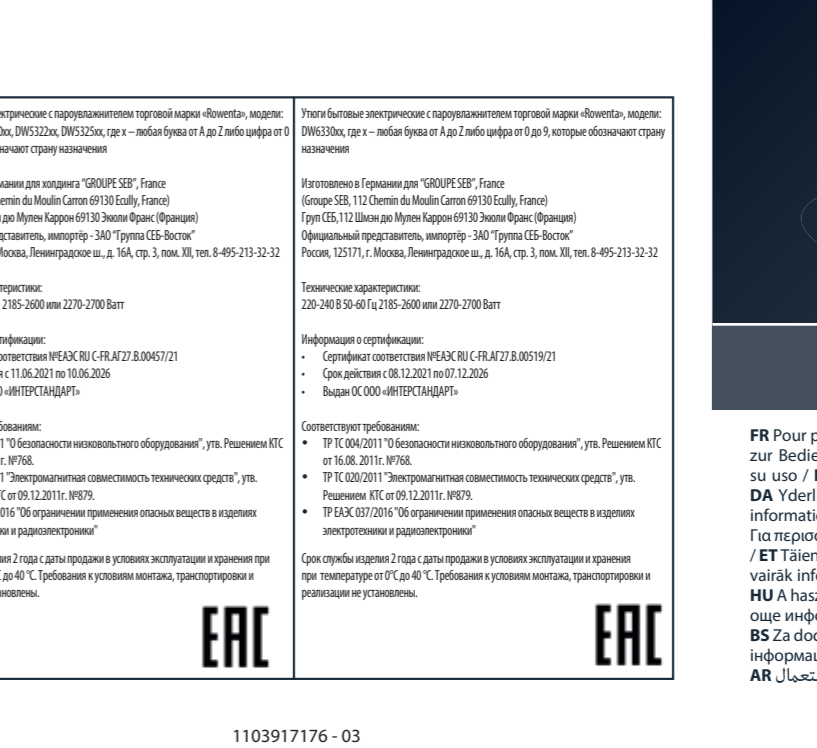 ктрические с пароувлажнителем торговой марки «Rowenta», модели:
0xx, DW5322xx, DW5325xx, где x – любая буква от А до Z либо цифра от 0
начают страну назначения
мании для холдинга “GROUPE SEB”, France
hemin du Moulin Carron 69130 Ecully, France)
н дю Мулен Каррон 69130 Экюли Франс (Франция)
дставитель, импортёр - ЗАО “Группа СЕБ-Восток”
Москва, Ленинградское ш., д. 16А, стр. 3, пом. XII, тел. 8-495-213-32-32
теристики:
2185-2600 или 2270-2700 Ватт
тификации:
оответствия №ЕАЭС RU C-FR.АГ27.В.00457/21
я с 11.06.2021 по 10.06.2026
О «ИНТЕРСТАНДАРТ»
бованиям:
1 "О безопасности низковольтного оборудования", утв. Решением КТС
г. №768.
1 "Электромагнитная совместимость технических средств", утв.
ТС от 09.12.2011г. №879.
016 "Об ограничении применения опасных веществ в изделиях
ки и радиоэлектроники"
лия 2 года с даты продажи в условиях эксплуатации и хранения при
С до 40 °С. Требования к условиям монтажа, транспортировки и
ановлены.
EAC
Утюги бытовые электрические с пароувлажнителем торговой марки «Rowenta», модели:
DW6330xx, где x – любая буква от А до Z либо цифра от 0 до 9, которые обозначают страну
назначения
Изготовлено в Германии для “GROUPE SEB”, France
(Groupe SEB, 112 Chemin du Moulin Carron 69130 Ecully, France)
Груп СЕБ,112 Шмэн дю Мулен Каррон 69130 Экюли Франс (Франция)
Официальный представитель, импортёр - ЗАО “Группа СЕБ-Восток”
Россия, 125171, г. Москва, Ленинградское ш., д. 16А, стр. 3, пом. XII, тел. 8-495-213-32-32
Технические характеристики:
220-240 В 50-60 Гц 2185-2600 или 2270-2700 Ватт
Информация о сертификации:
• Сертификат соответствия №ЕАЭС RU C-FR.АГ27.В.00519/21
• Срок действия с 08.12.2021 по 07.12.2026
• Выдан ОС ООО «ИНТЕРСТАНДАРТ»
Соответствуют требованиям:
• ТР ТС 004/2011 "О безопасности низковольтного оборудования", утв. Решением КТС
от 16.08. 2011г. №768.
• ТР ТС 020/2011 "Электромагнитная совместимость технических средств", утв.
Решением КТС от 09.12.2011г. №879.
• ТР ЕАЭС 037/2016 "Об ограничении применения опасных веществ в изделиях
электротехники и радиоэлектроники"
Срок службы изделия 2 года с даты продажи в условиях эксплуатации и хранения
при температуре от 0°С до 40 °С. Требования к условиям монтажа, транспортировки и
реализации не установлены.
EAC
1103917176 - 03
FR Pour p
zur Bedie
su uso /
DA Yderl
informati
Για περισσ
/ ET Täien
vairāk inf
HU A hasz
още инфо
BS Za do
інформац
AR تعمال